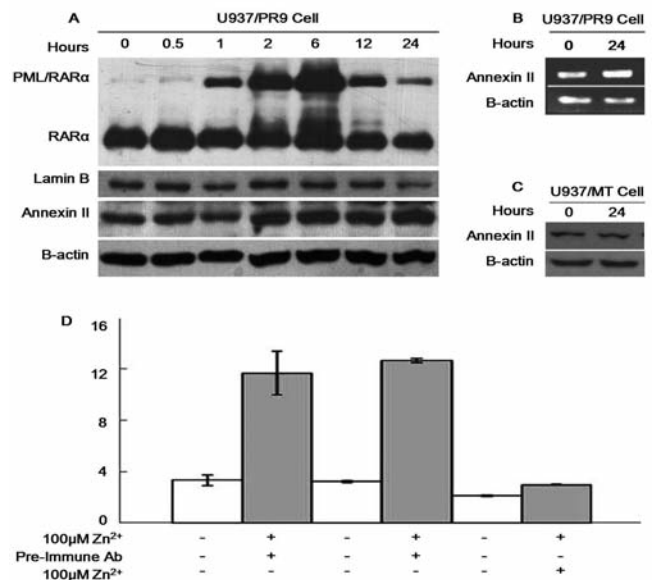 A
U937/PR9 Cell
Hours 0 0.5 1 2 6 12 24
PML/RARα
RARα
Lamin B
Annexin II
B-actin
B
U937/PR9 Cell
Hours 0 24
Annexin II
B-actin
C
U937/MT Cell
Hours 0 24
Annexin II
B-actin
D
16
12
8
4
0
100µM Zn²⁺ - + - + - +
Pre-Immune Ab - + - + - -
100µM Zn²⁺ - - - - - +